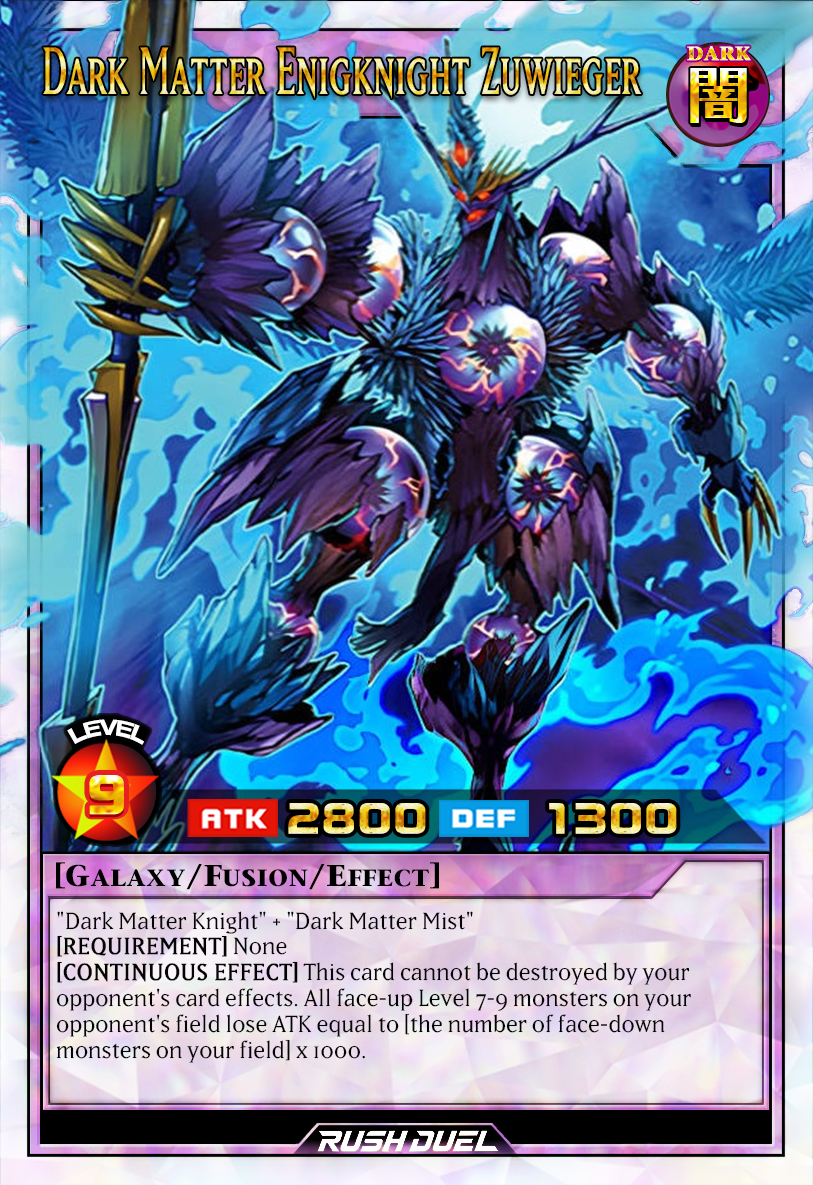 Dark Matter Enigknight Zuwieger
DARK
闇
LEVEL
9
ATK 2800 DEF 1300
[Galaxy/Fusion/Effect]
"Dark Matter Knight" + "Dark Matter Mist"
[REQUIREMENT] None
[CONTINUOUS EFFECT] This card cannot be destroyed by your
opponent's card effects. All face-up Level 7-9 monsters on your
opponent's field lose ATK equal to [the number of face-down
monsters on your field] x 1000.
RUSH DUEL